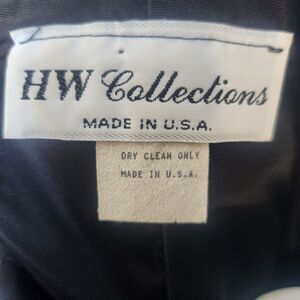 HW Collections
MADE IN U.S.A.
DRY CLEAN ONLY
MADE IN U.S.A.